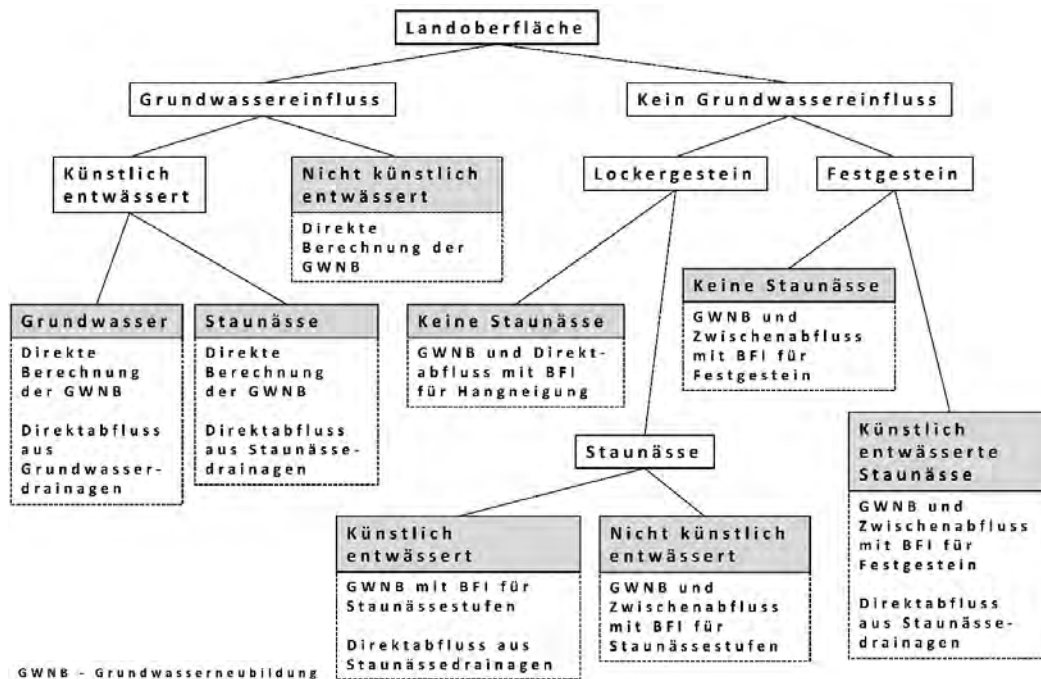 Landoberfläche
Grundwassereinfluss
Kein Grundwassereinfluss
Künstlich
entwässert
Nicht künstlich
entwässert
Direkte
Berechnung der
GWNB
Lockergestein
Festgestein
Grundwasser
Direkte
Berechnung
der GWNB
Direktabfluss
aus
Grundwasser-
drainagen
Staunässe
Direkte
Berechnung
der GWNB
Direktabfluss
aus Staunässe-
drainagen
Keine Staunässe
GWNB und Direkt-
abfluss mit BFI
für Hangneigung
Keine Staunässe
GWNB und
Zwischenabfluss
mit BFI für
Festgestein
Staunässe
Künstlich
entwässerte
Staunässe
GWNB und
Zwischenabfluss
mit BFI für
Festgestein
Direktabfluss
aus Staunässe-
drainagen
Künstlich
entwässert
GWNB mit BFI für
Staunässestufen
Direktabfluss aus
Staunässedrainagen
Nicht künstlich
entwässert
GWNB und
Zwischenabfluss
mit BFI für
Staunässestufen
GWNB - Grundwasserneubildung